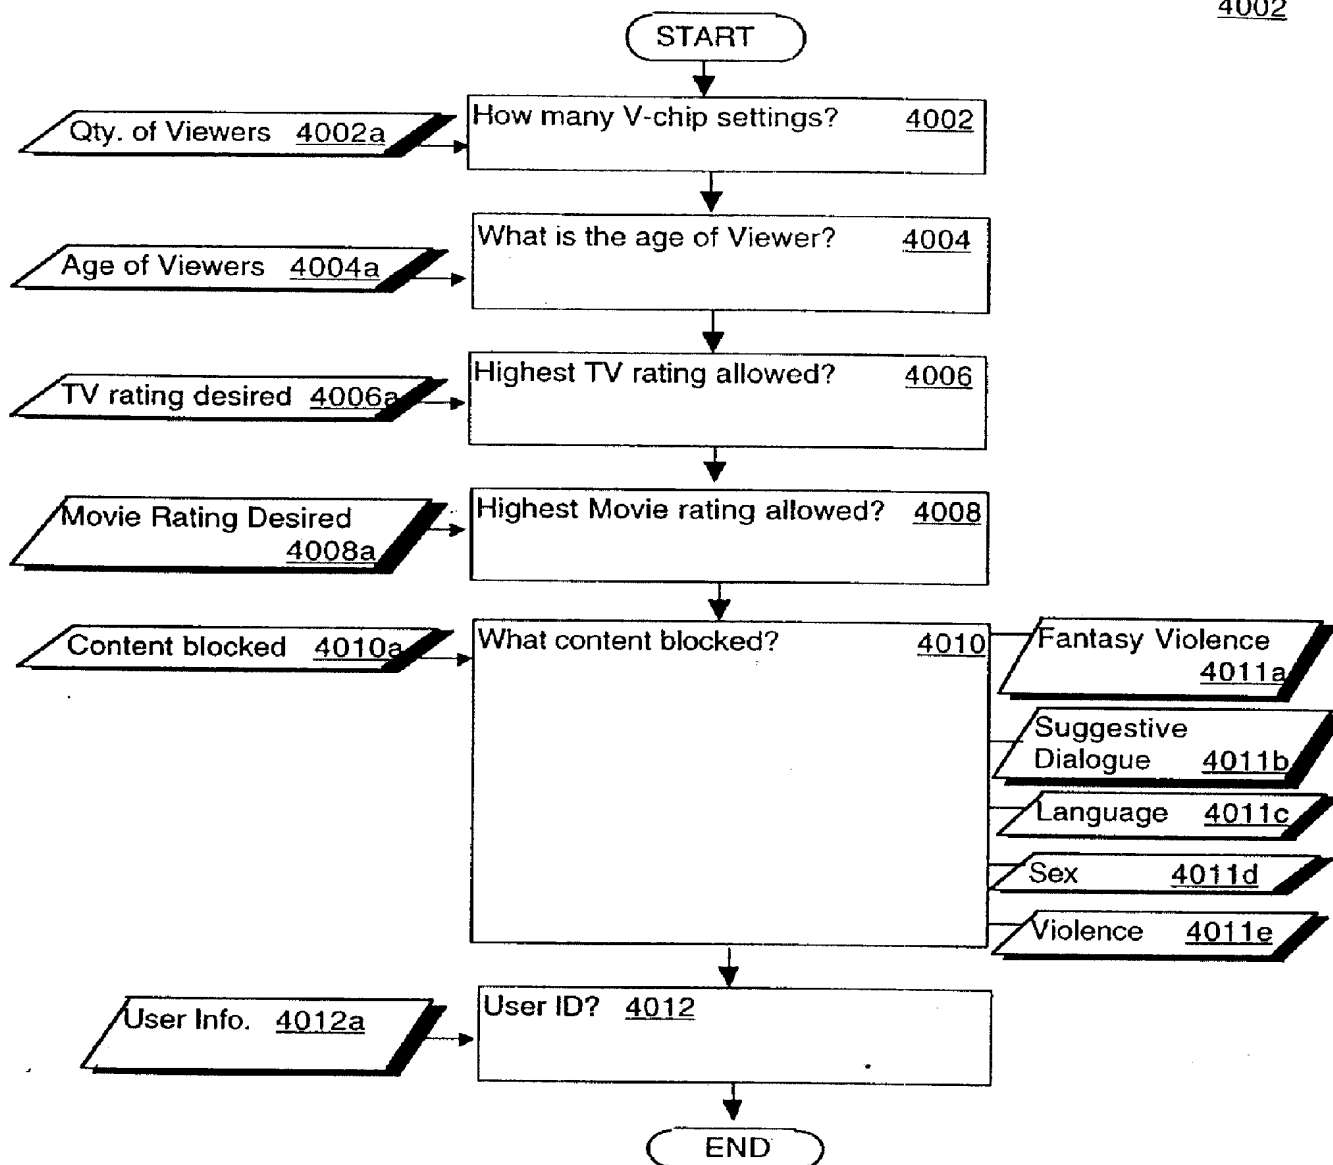 4002
START
Qty. of Viewers 4002a
How many V-chip settings? 4002
Age of Viewers 4004a
What is the age of Viewer? 4004
TV rating desired 4006a
Highest TV rating allowed? 4006
Movie Rating Desired
4008a
Highest Movie rating allowed? 4008
Content blocked 4010a
What content blocked? 4010
Fantasy Violence
4011a
Suggestive
Dialogue 4011b
Language 4011c
Sex 4011d
Violence 4011e
User Info. 4012a
User ID? 4012
END